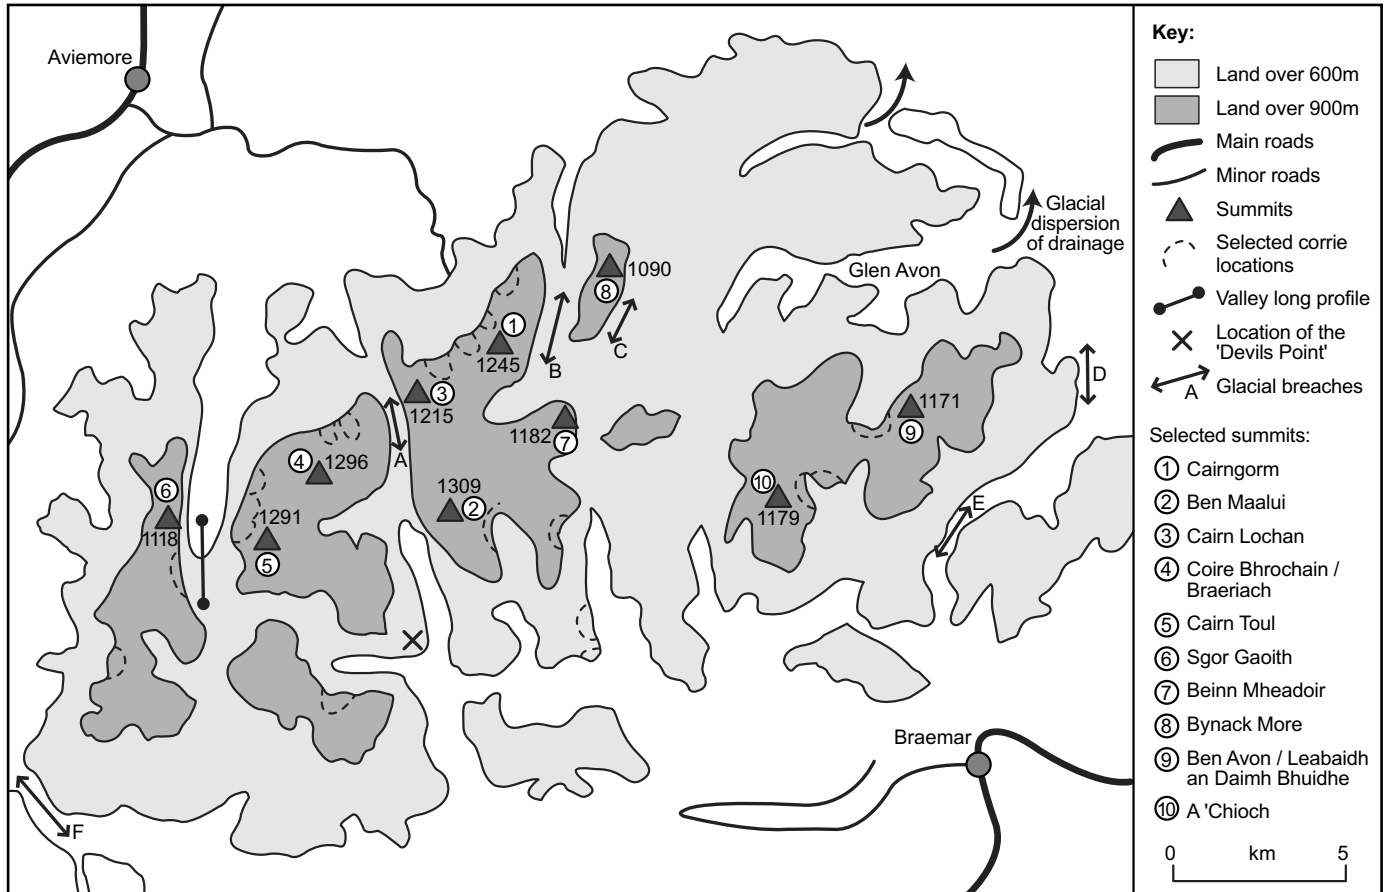 Aviemore
Glacial
dispersion
of drainage
Glen Avon
1090
8
C
1
1245
B
D
3
1215
A
1182
7
1171
9
4
1296
1309
2
6
1118
1291
5
10
1179
E
Braemar
F
Key:
Land over 600m
Land over 900m
Main roads
Minor roads
Summits
Selected corrie
locations
Valley long profile
Location of the
'Devils Point'
A
Glacial breaches
Selected summits:
1 Cairngorm
2 Ben Maalui
3 Cairn Lochan
4 Coire Bhrochain /
Braeriach
5 Cairn Toul
6 Sgor Gaoith
7 Beinn Mheadoir
8 Bynack More
9 Ben Avon / Leabaidh
an Daimh Bhuidhe
10 A 'Chioch
0 km 5